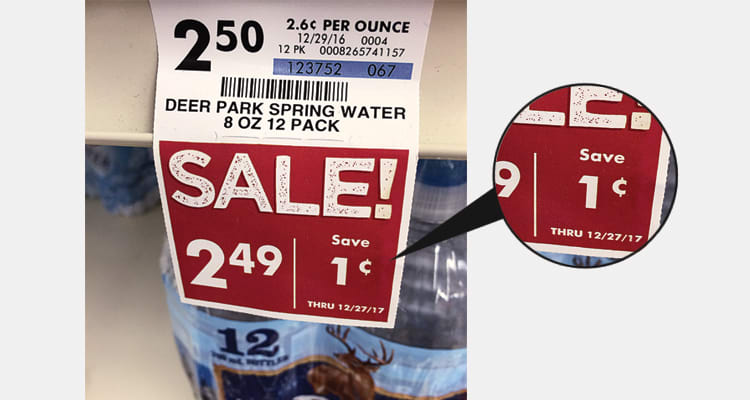 2.50
2.6¢ PER OUNCE
12/29/16 0004
12 PK 0008265741157
123752 067
DEER PARK SPRING WATER
8 OZ 12 PACK
SALE!
2.49
Save
1¢
THRU 12/27/17
12
LE!
9
Save
1¢
THRU 12/27/17